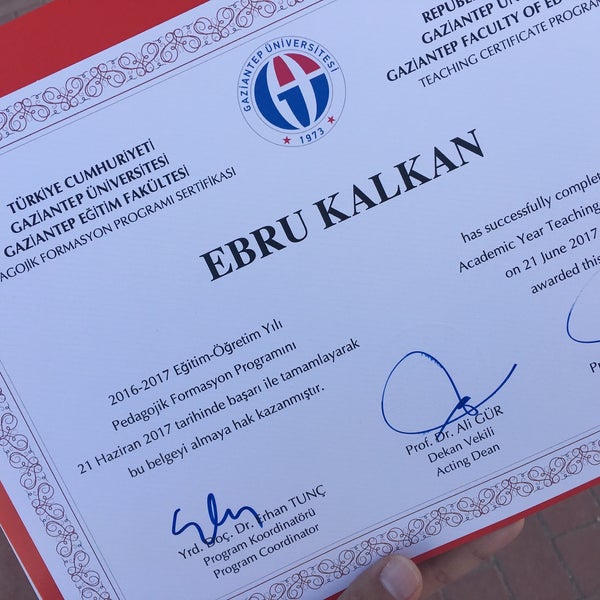 TÜRKİYE CUMHURİYETİ
GAZİANTEP ÜNİVERSİTESİ
GAZİANTEP EĞİTİM FAKÜLTESİ
AGOJİK FORMASYON PROGRAMI SERTİFİKASI
GAZİANTEP ÜNİVERSİTESİ
1973
REPUBL
GAZİANTEP UN
GAZİANTEP FACULTY OF ED
TEACHING CERTIFICATE PROGRAM
EBRU KALKAN
2016-2017 Eğitim-Öğretim Yılı
Pedagojik Formasyon Programını
21 Haziran 2017 tarihinde başarı ile tamamlayarak
bu belgeyi almaya hak kazanmıştır.
has successfully complet
Academic Year Teaching
on 21 June 2017
awarded this
Yrd. Doç. Dr. Erhan TUNÇ
Program Koordinatörü
Program Coordinator
Prof. Dr. Ali GÜR
Dekan Vekili
Acting Dean